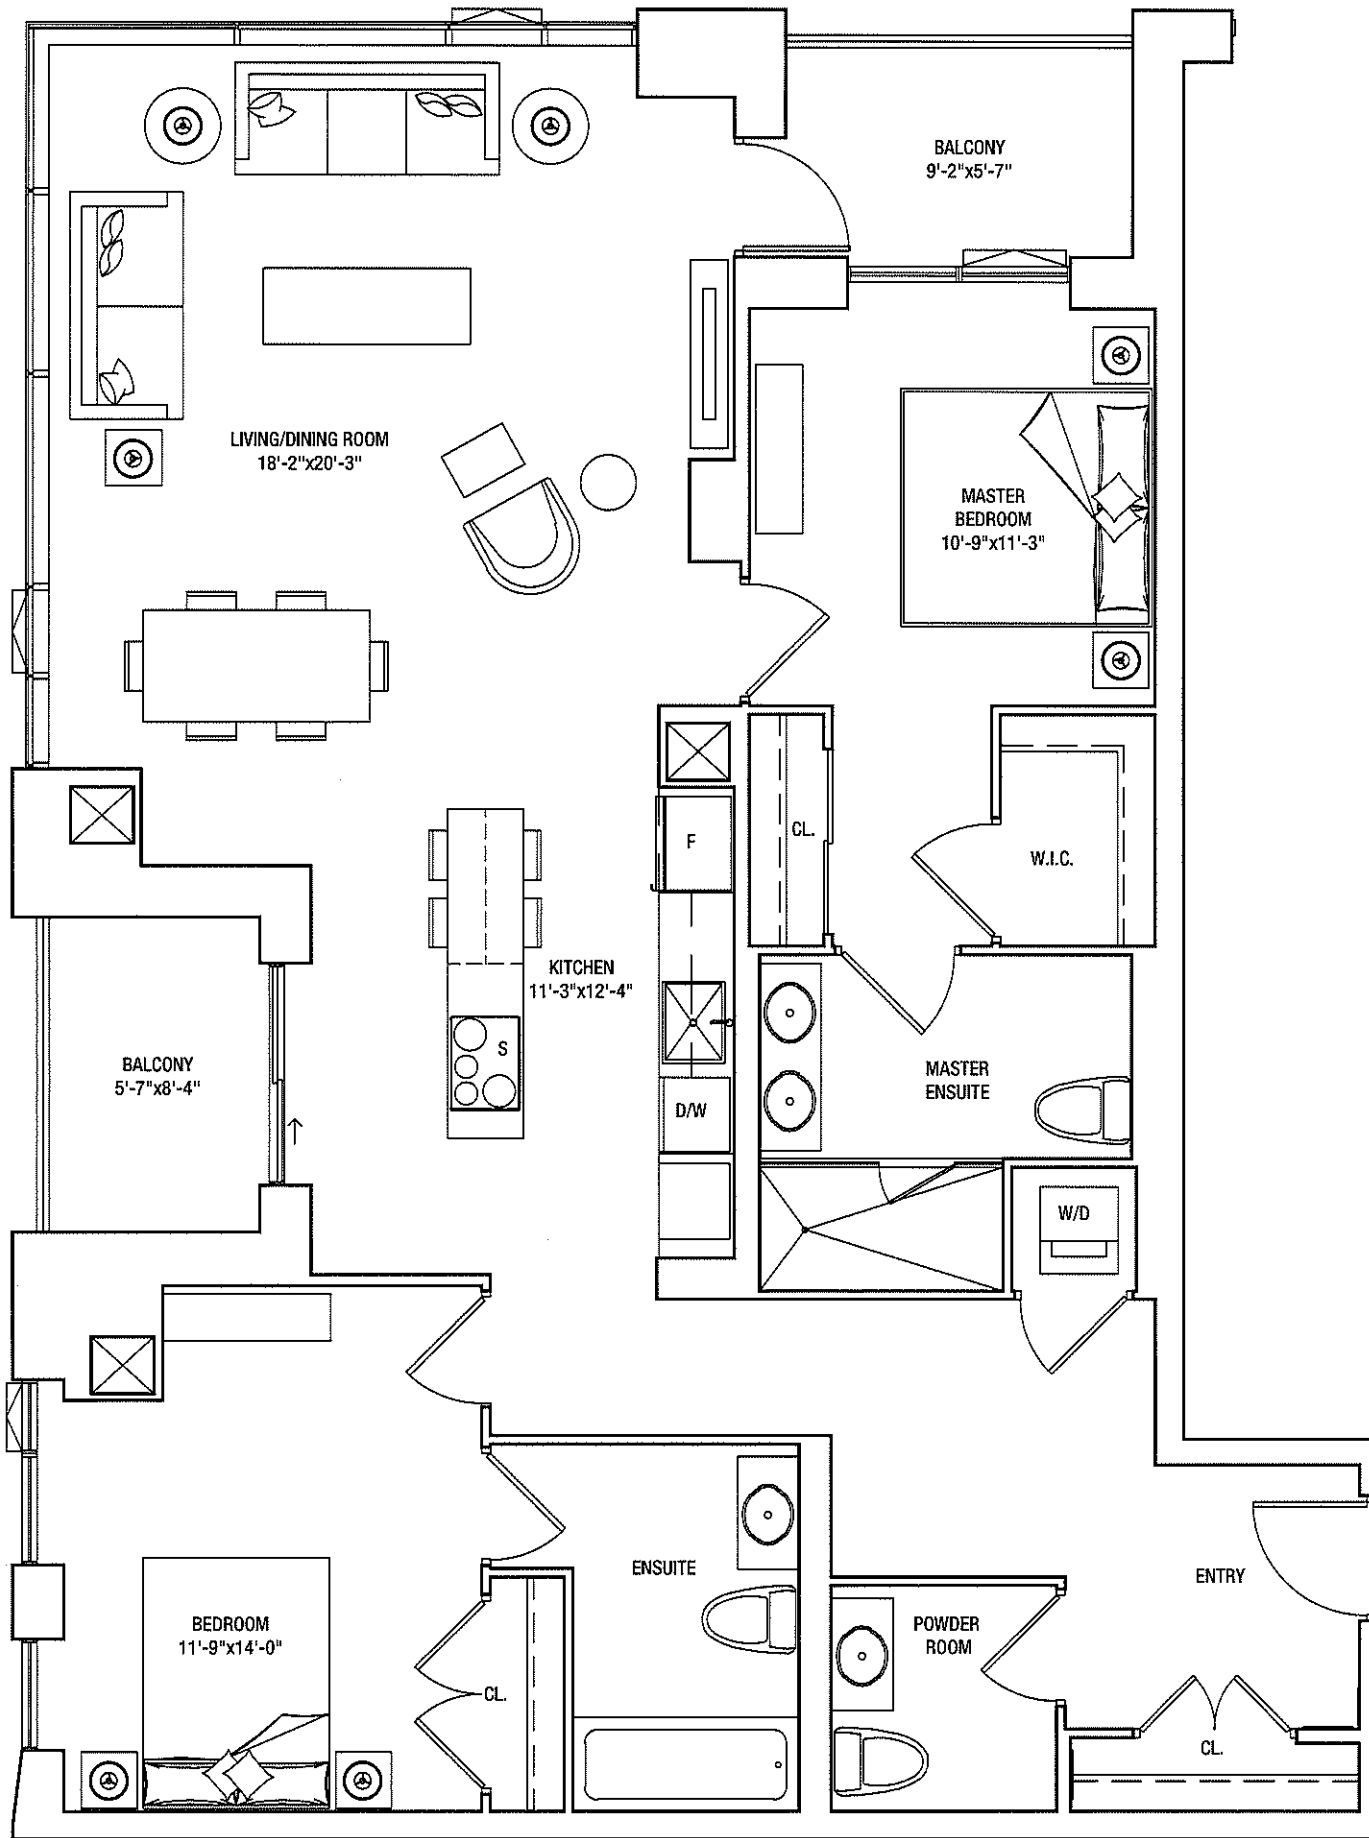 BALCONY
9'-2"x5'-7"
LIVING/DINING ROOM
18'-2"x20'-3"
MASTER
BEDROOM
10'-9"x11'-3"
F
CL.
W.I.C.
KITCHEN
11'-3"x12'-4"
S
BALCONY
5'-7"x8'-4"
MASTER
ENSUITE
D/W
W/D
ENSUITE
ENTRY
BEDROOM
11'-9"x14'-0"
POWDER
ROOM
CL.
CL.